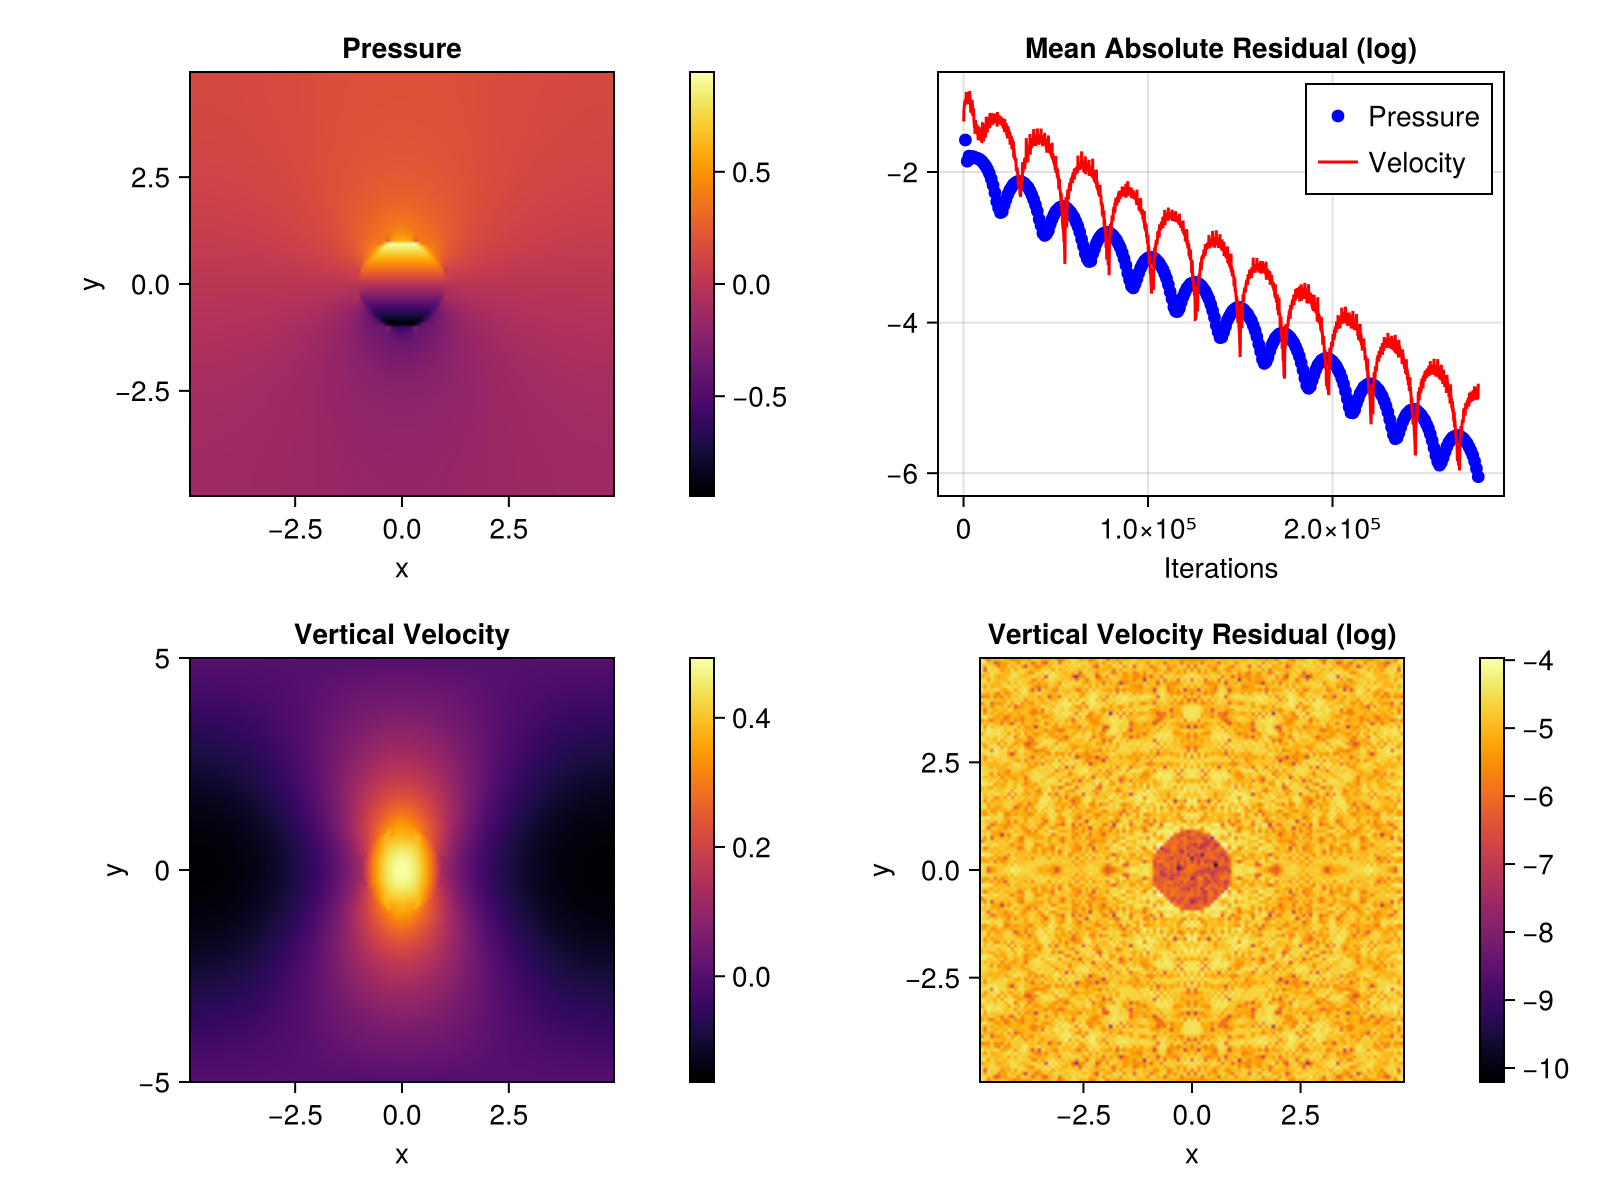 Pressure
y
2.5
0.0
−2.5
−2.5 0.0 2.5
x
0.5
0.0
−0.5
Mean Absolute Residual (log)
−2
−4
−6
Pressure
Velocity
0 1.0×10⁵ 2.0×10⁵
Iterations
Vertical Velocity
y
5
0
−5
−2.5 0.0 2.5
x
0.4
0.2
0.0
Vertical Velocity Residual (log)
y
2.5
0.0
−2.5
−2.5 0.0 2.5
x
−4
−5
−6
−7
−8
−9
−10